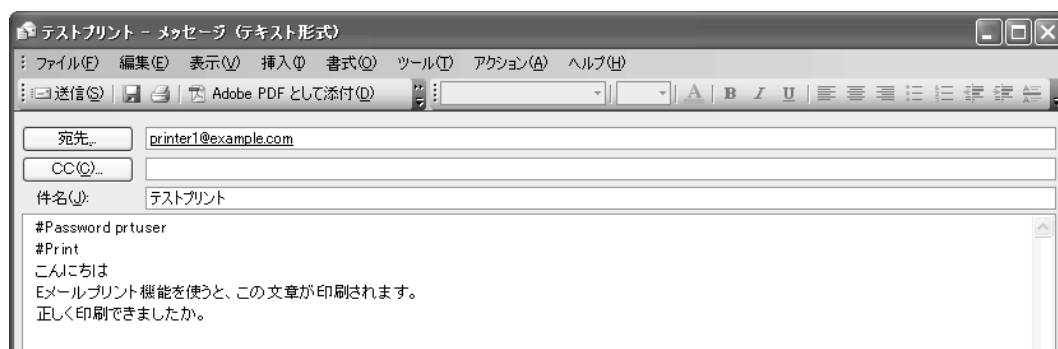 テストプリント - メッセージ (テキスト形式)
ファイル(F) 編集(E) 表示(V) 挿入(I) 書式(O) ツール(T) アクション(A) ヘルプ(H)
送信(S) Adobe PDF として添付(D) A B I U
宛先... printer1@example.com
CC(C)...
件名(J): テストプリント
#Password prtuser
#Print
こんにちは
Eメールプリント機能を使うと、この文章が印刷されます。
正しく印刷できましたか。